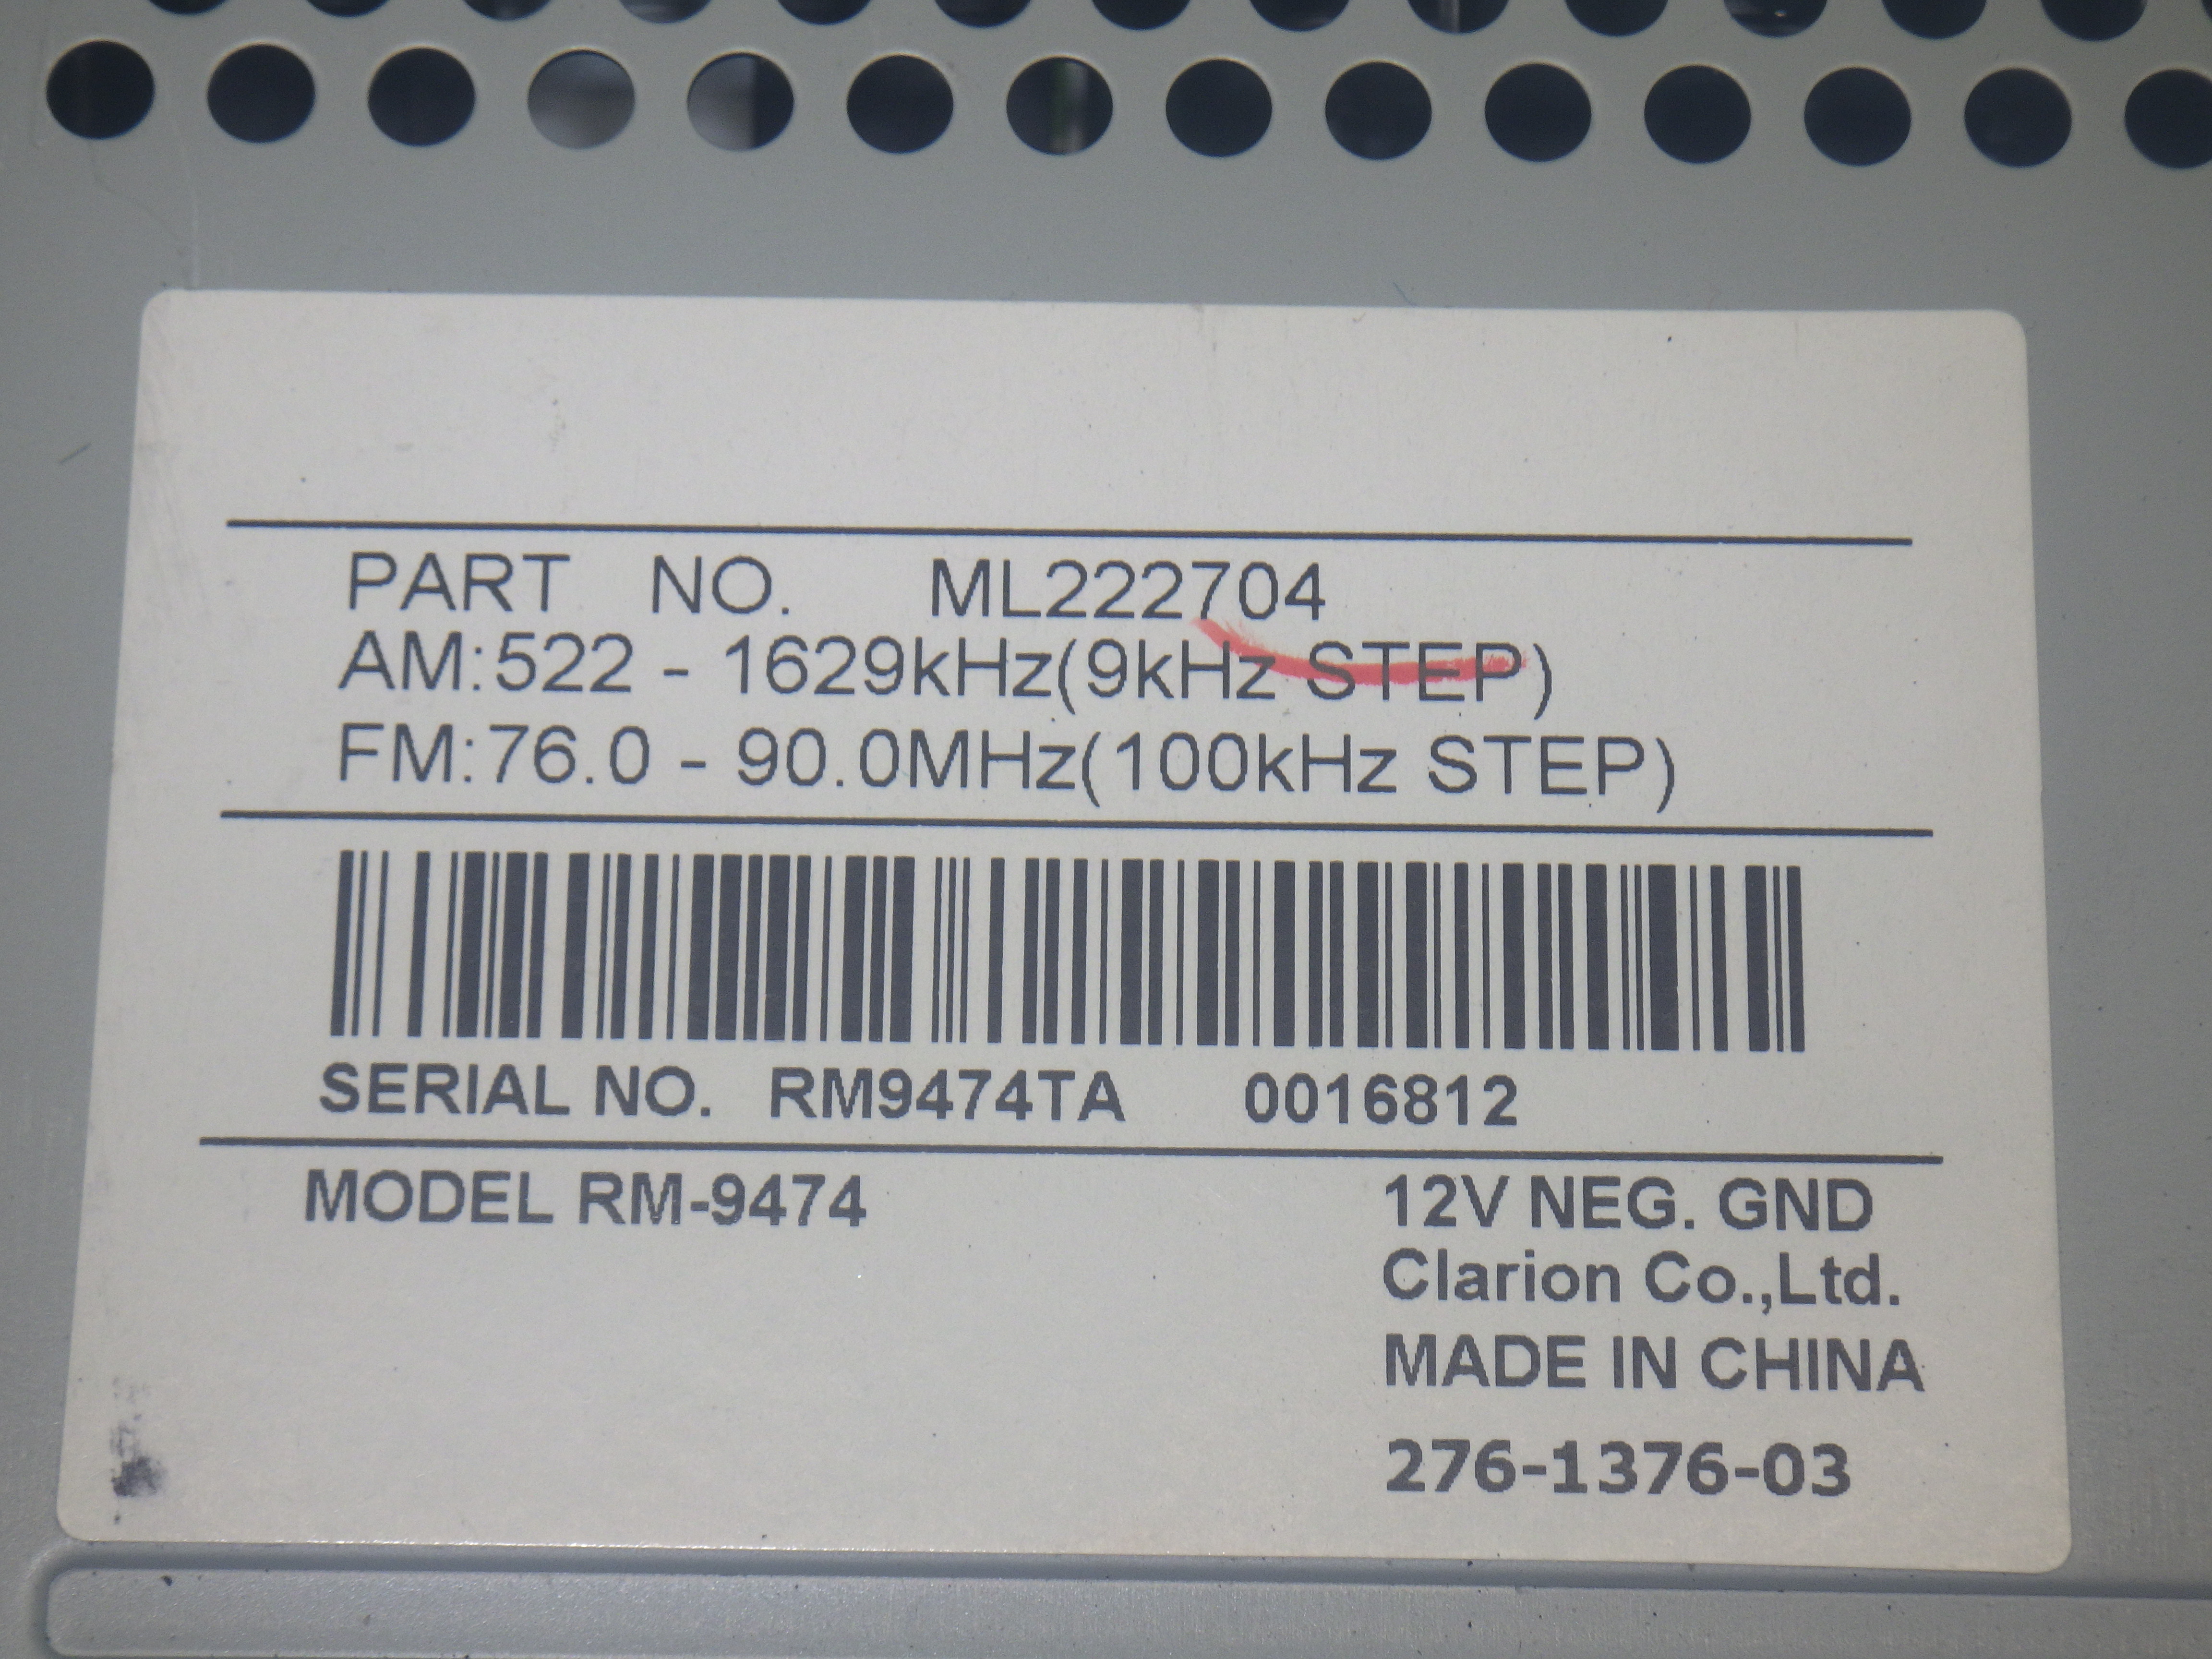 PART NO. ML222704
AM:522 - 1629kHz(9kHz STEP)
FM:76.0 - 90.0MHz(100kHz STEP)
SERIAL NO. RM9474TA 0016812
MODEL RM-9474
12V NEG. GND
Clarion Co.,Ltd.
MADE IN CHINA
276-1376-03